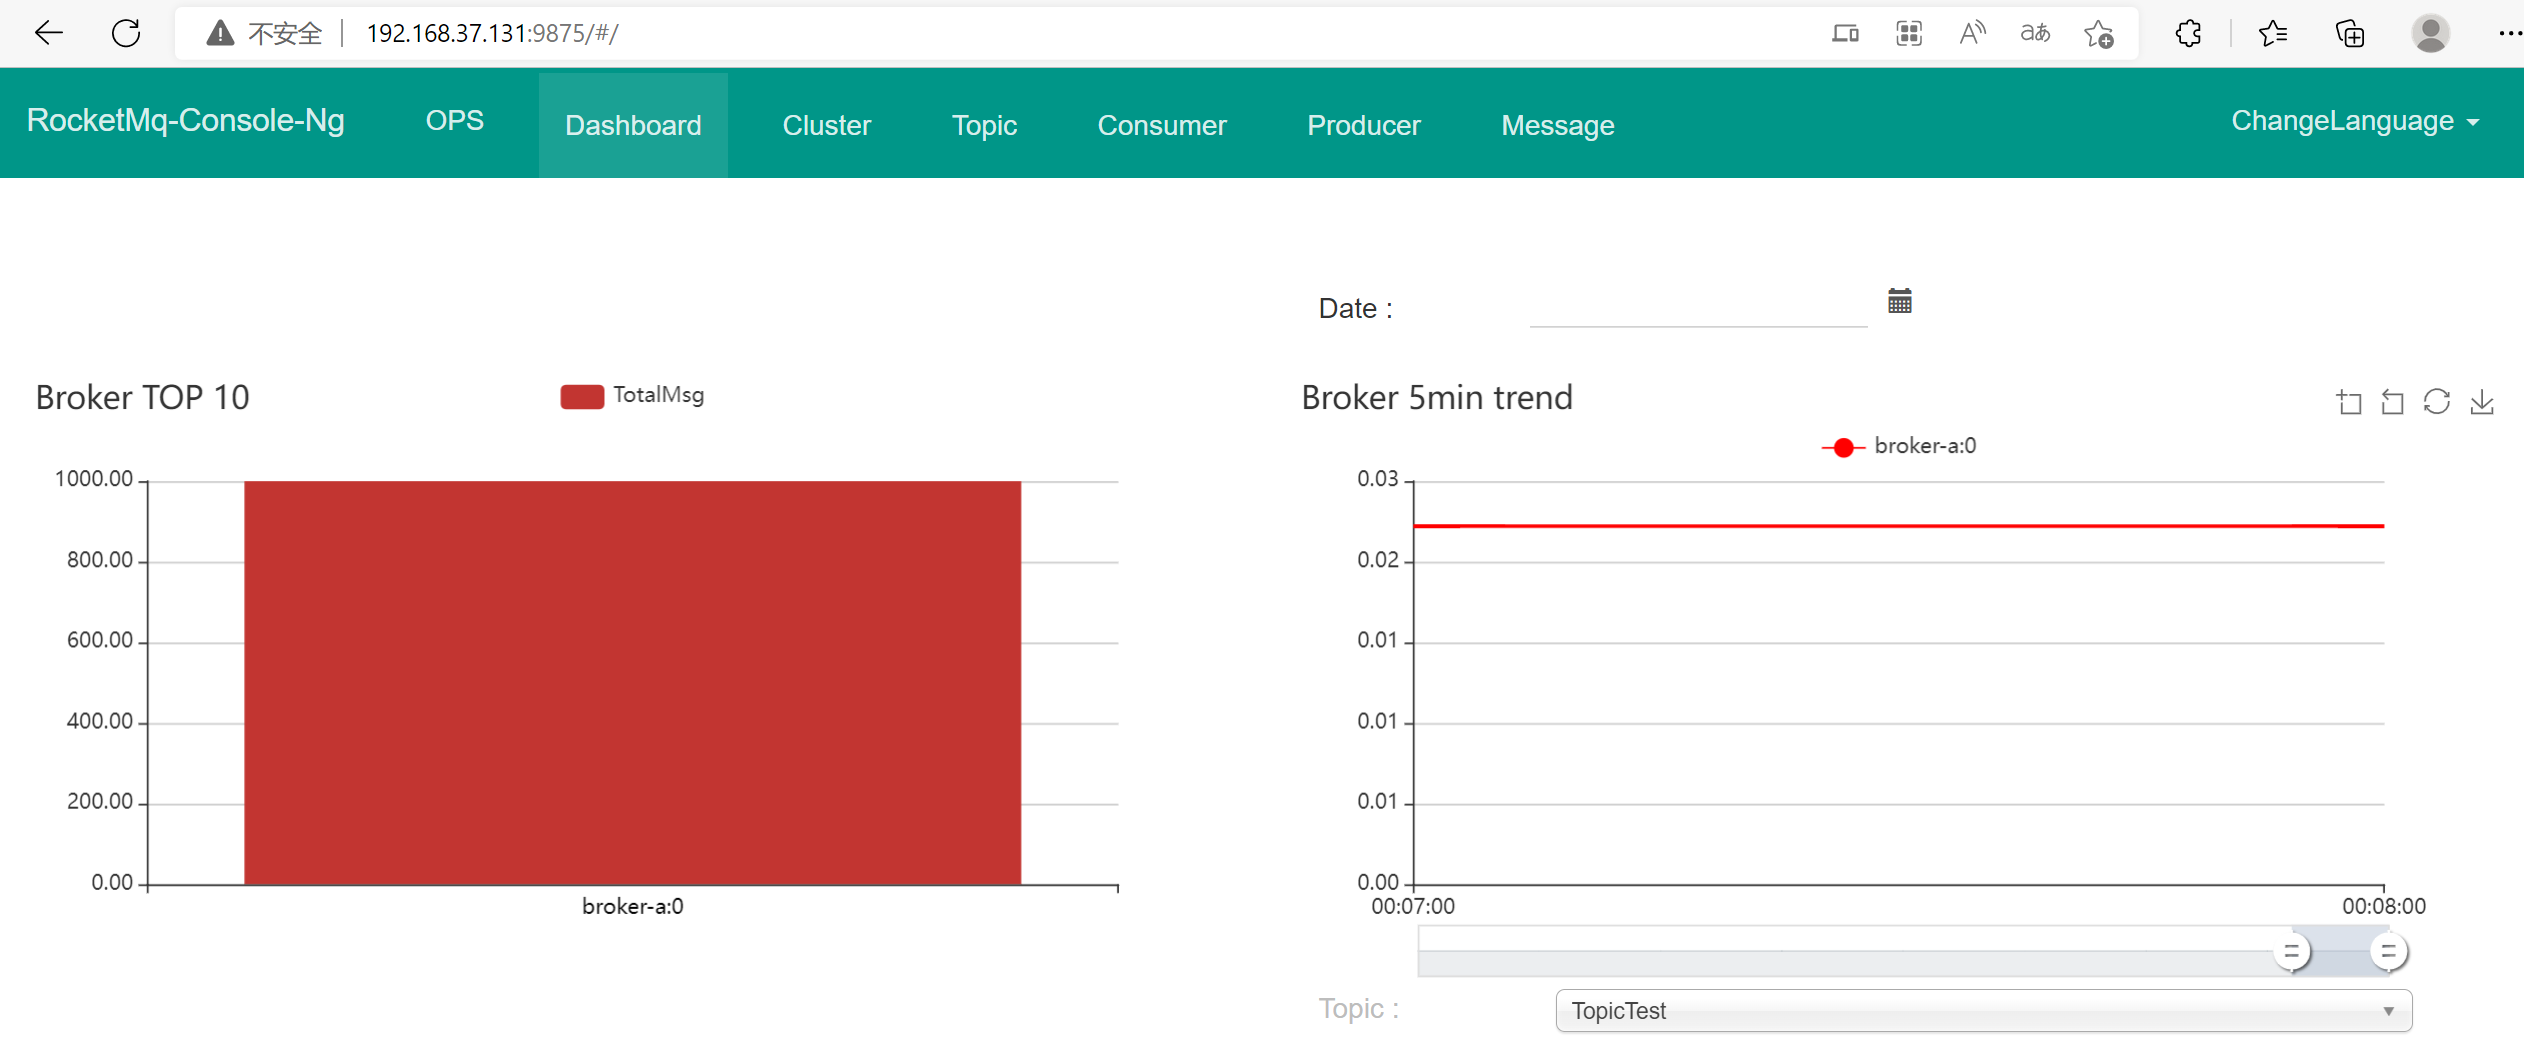 不安全 192.168.37.131:9875/#/
RocketMq-Console-Ng OPS Dashboard Cluster Topic Consumer Producer Message ChangeLanguage
Date :
Broker TOP 10
TotalMsg
1000.00
800.00
600.00
400.00
200.00
0.00
broker-a:0
Broker 5min trend
broker-a:0
0.03
0.02
0.01
0.01
0.01
0.00
00:07:00 00:08:00
Topic :
TopicTest